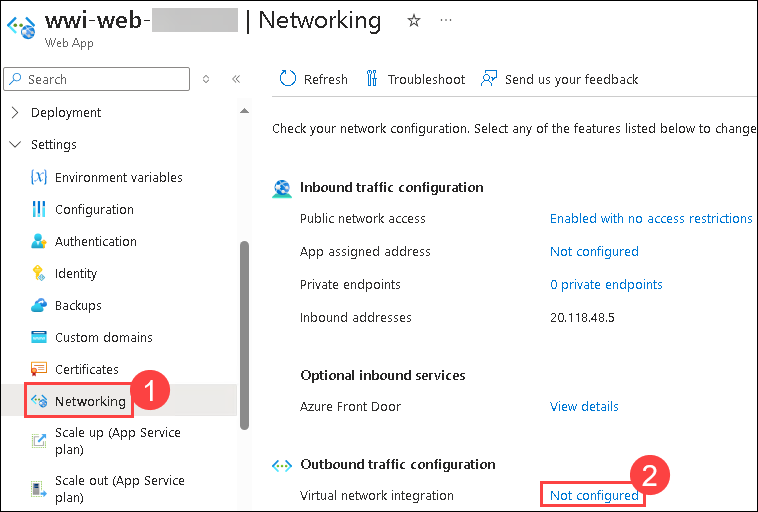 wwi-web- | Networking
Web App
Search
Refresh
Troubleshoot
Send us your feedback
Deployment
Settings
Environment variables
Configuration
Authentication
Identity
Backups
Custom domains
Certificates
Networking
1
Scale up (App Service
plan)
Scale out (App Service
plan)
Check your network configuration. Select any of the features listed below to change
Inbound traffic configuration
Public network access Enabled with no access restrictions
App assigned address Not configured
Private endpoints 0 private endpoints
Inbound addresses 20.118.48.5
Optional inbound services
Azure Front Door View details
Outbound traffic configuration
2
Virtual network integration Not configured